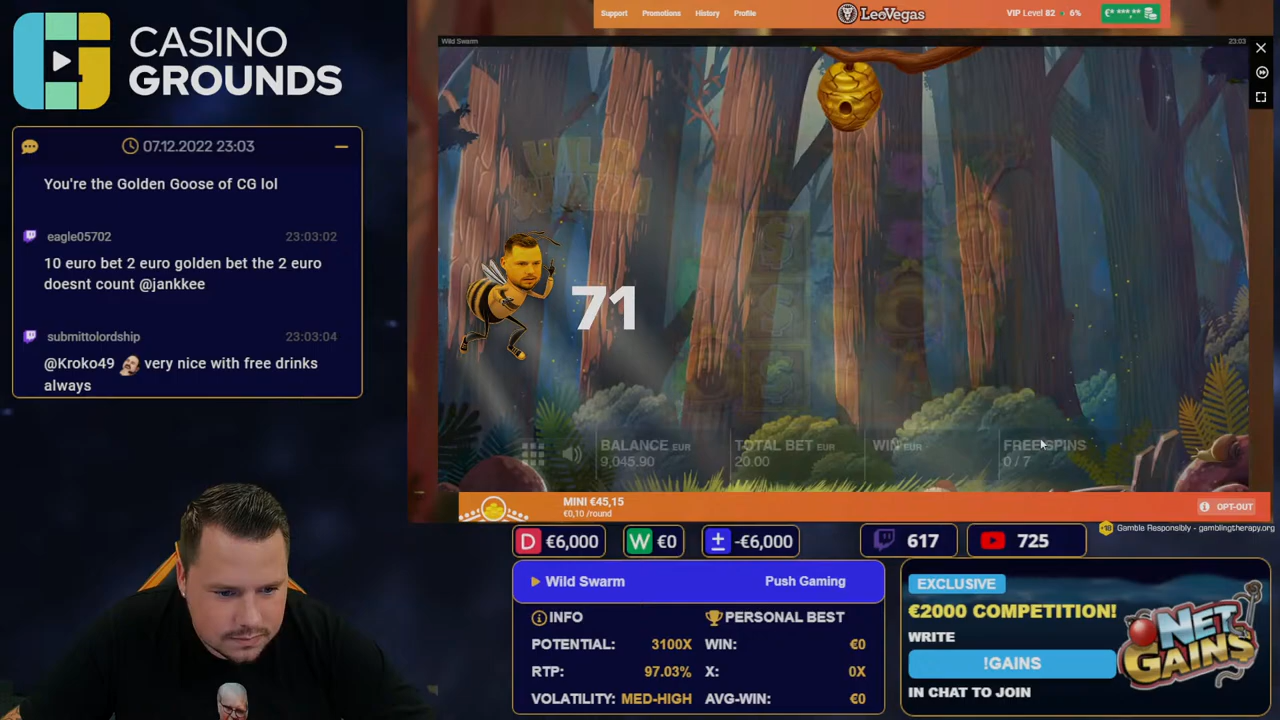 CASINO
GROUNDS
07.12.2022 23:03
You're the Golden Goose of CG lol
eagle05702 23:03:02
10 euro bet 2 euro golden bet the 2 euro
doesnt count @jankkee
submittolordship 23:03:04
@Kroko49 very nice with free drinks
always
Support Promotions History Profile
LeoVegas
VIP Level 82 6%
€* ***,**
Wild Swarm 23:03
WILD
SWARM
71
BALANCE EUR
9,045.90
TOTAL BET EUR
20.00
WIN EUR
FREE SPINS
0 / 7
MINI €45,15
€0,10 /round
OPT-OUT
D €6,000
W €0
± -€6,000
617
725
+18 Gamble Responsibly - gamblingtherapy.org
Wild Swarm Push Gaming
INFO
POTENTIAL: 3100X
RTP: 97.03%
VOLATILITY: MED-HIGH
PERSONAL BEST
WIN: €0
X: 0X
AVG-WIN: €0
EXCLUSIVE
€2000 COMPETITION!
WRITE
!GAINS
IN CHAT TO JOIN
NET
GAINS